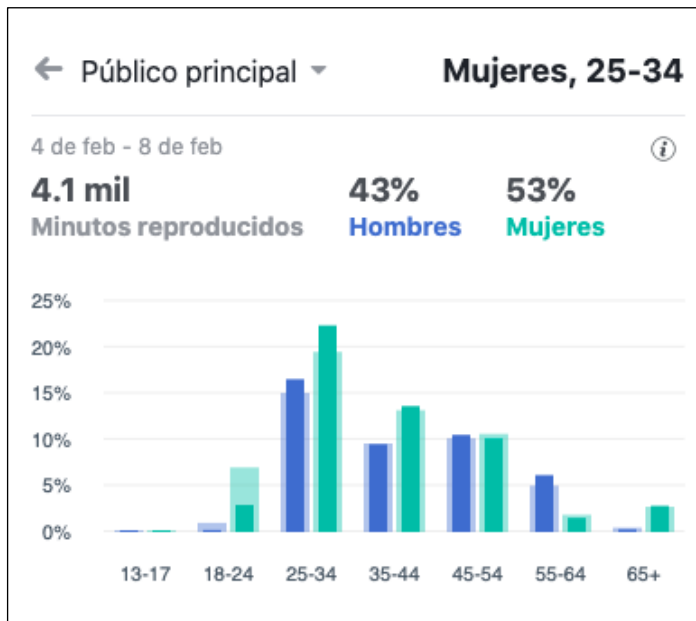 ← Público principal
Mujeres, 25-34
4 de feb - 8 de feb
4.1 mil
43%
53%
Minutos reproducidos
Hombres
Mujeres
25%
20%
15%
10%
5%
0%
13-17 18-24 25-34 35-44 45-54 55-64 65+